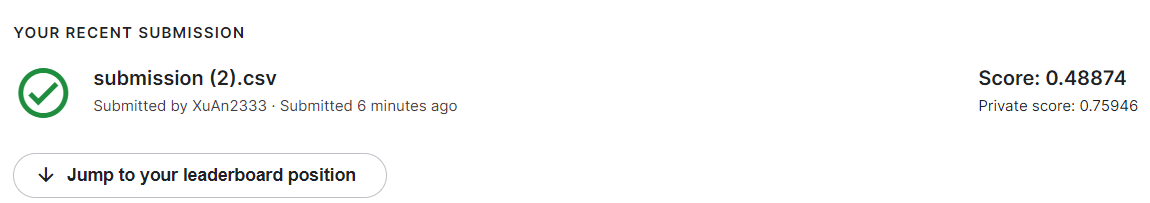 YOUR RECENT SUBMISSION
submission (2).csv
Submitted by XuAn2333 · Submitted 6 minutes ago
Score: 0.48874
Private score: 0.75946
Jump to your leaderboard position